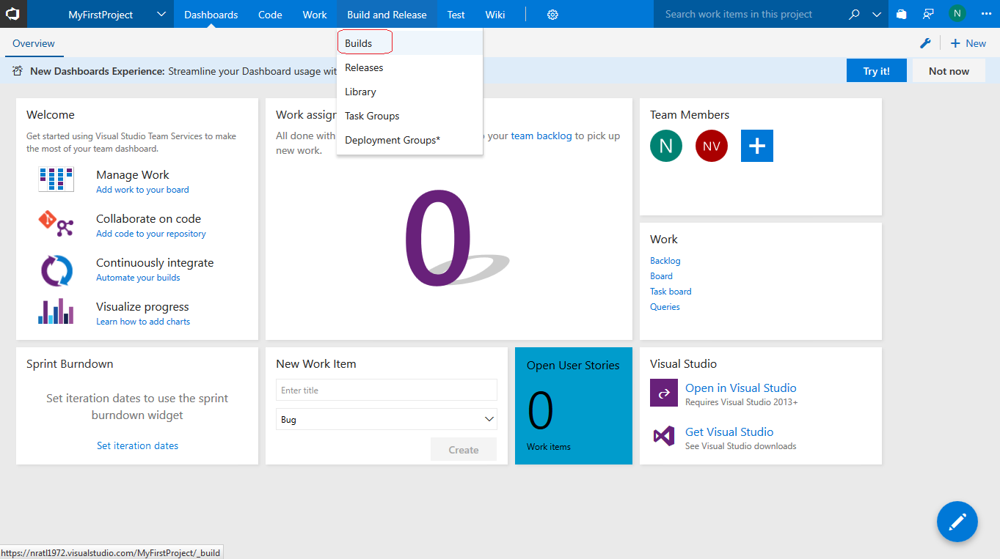 MyFirstProject
Dashboards
Code
Work
Build and Release
Test
Wiki
Search work items in this project
N
Overview
New
New Dashboards Experience: Streamline your Dashboard usage wit
Try it!
Not now
Builds
Releases
Library
Task Groups
Deployment Groups*
Welcome
Get started using Visual Studio Team Services to make
the most of your team dashboard.
Manage Work
Add work to your board
Collaborate on code
Add code to your repository
Continuously integrate
Automate your builds
Visualize progress
Learn how to add charts
Work assig
All done with your team backlog to pick up
new work.
0
Team Members
N
NV
Work
Backlog
Board
Task board
Queries
Sprint Burndown
Set iteration dates to use the sprint
burndown widget
Set iteration dates
New Work Item
Enter title
Bug
Create
Open User Stories
0
Work items
Visual Studio
Open in Visual Studio
Requires Visual Studio 2013+
Get Visual Studio
See Visual Studio downloads
https://nratl1972.visualstudio.com/MyFirstProject/_build